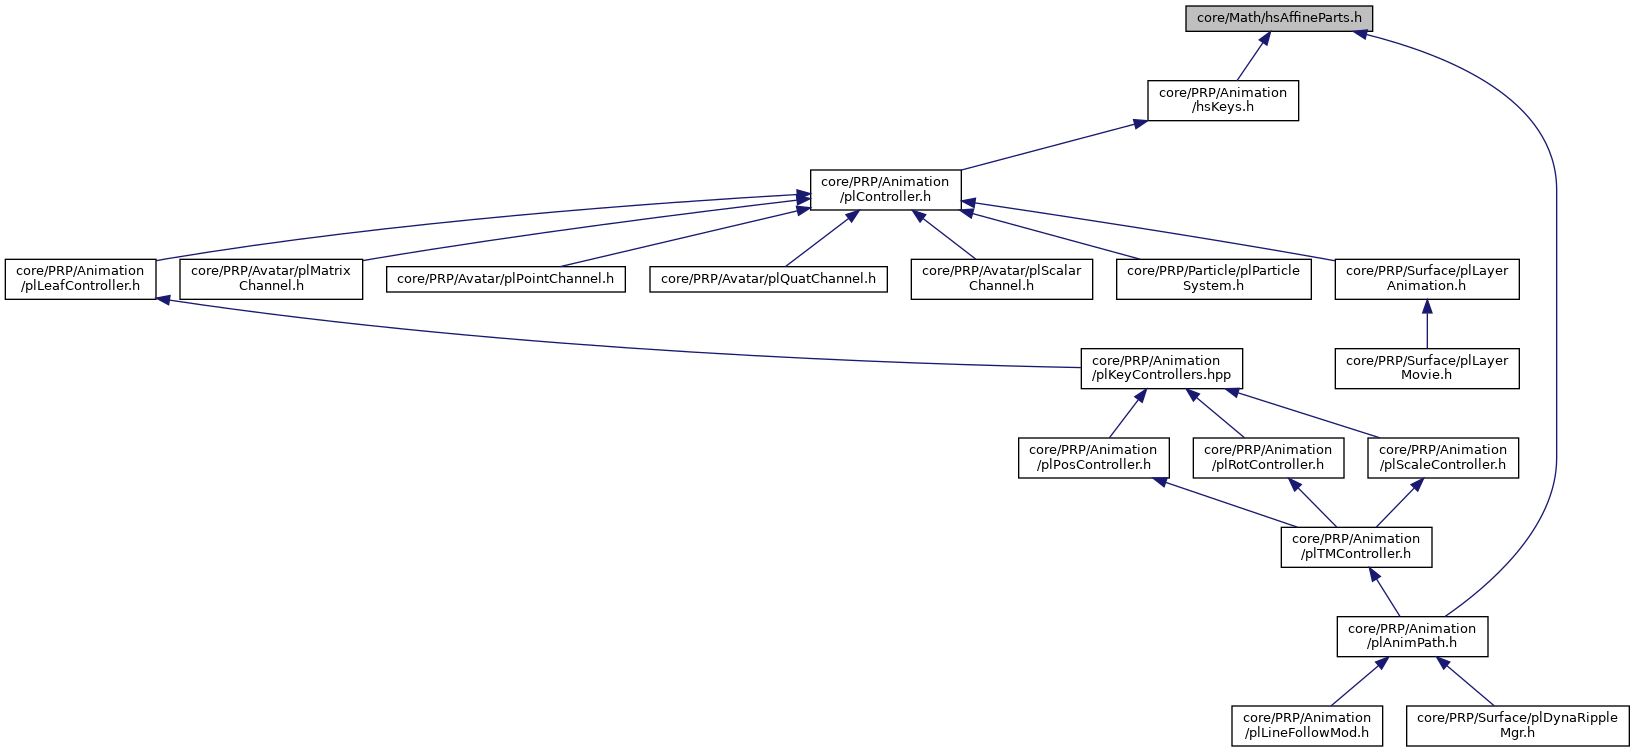 core/Math/hsAffineParts.h
core/PRP/Animation
/hsKeys.h
core/PRP/Animation
/plController.h
core/PRP/Animation
/plLeafController.h
core/PRP/Avatar/plMatrix
Channel.h
core/PRP/Avatar/plPointChannel.h
core/PRP/Avatar/plQuatChannel.h
core/PRP/Avatar/plScalar
Channel.h
core/PRP/Particle/plParticle
System.h
core/PRP/Surface/plLayer
Animation.h
core/PRP/Animation
/plKeyControllers.hpp
core/PRP/Surface/plLayer
Movie.h
core/PRP/Animation
/plPosController.h
core/PRP/Animation
/plRotController.h
core/PRP/Animation
/plScaleController.h
core/PRP/Animation
/plTMController.h
core/PRP/Animation
/plAnimPath.h
core/PRP/Animation
/plLineFollowMod.h
core/PRP/Surface/plDynaRipple
Mgr.h